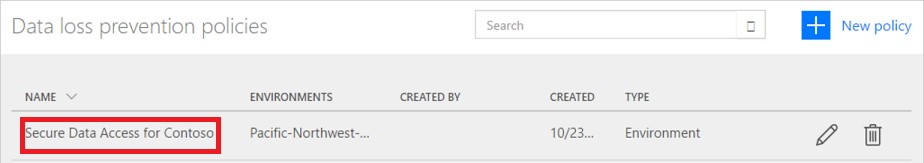 Data loss prevention policies Search New policy
NAME ENVIRONMENTS CREATED BY CREATED TYPE
Secure Data Access for Contoso Pacific-Northwest-... 10/23... Environment